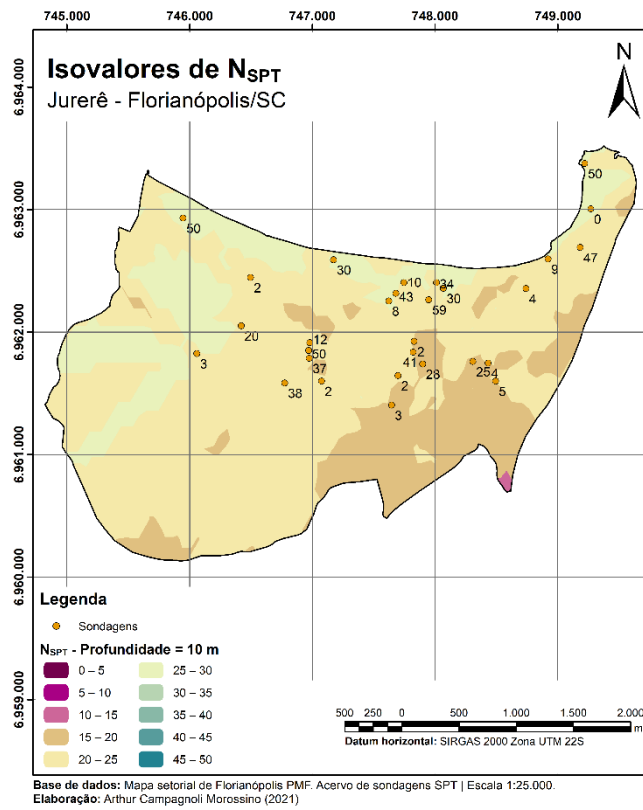 745.000 746.000 747.000 748.000 749.000
Isovalores de NSPT
Jurerê - Florianópolis/SC
N
6.964.000
6.963.000
6.962.000
6.961.000
6.960.000
6.959.000
50
0
50
47
30
9
2
10
34
43
30
4
8
59
20
12
50
2
3
37
41
28
25
4
38
2
2
5
3
Legenda
Sondagens
NSPT - Profundidade = 10 m
0 – 5
5 – 10
10 – 15
15 – 20
20 – 25
25 – 30
30 – 35
35 – 40
40 – 45
45 – 50
500 250 0 500 1.000 1.500 2.000
m
Datum horizontal: SIRGAS 2000 Zona UTM 22S
Base de dados: Mapa setorial de Florianópolis PMF. Acervo de sondagens SPT | Escala 1:25.000.
Elaboração: Arthur Campagnoli Morossino (2021)